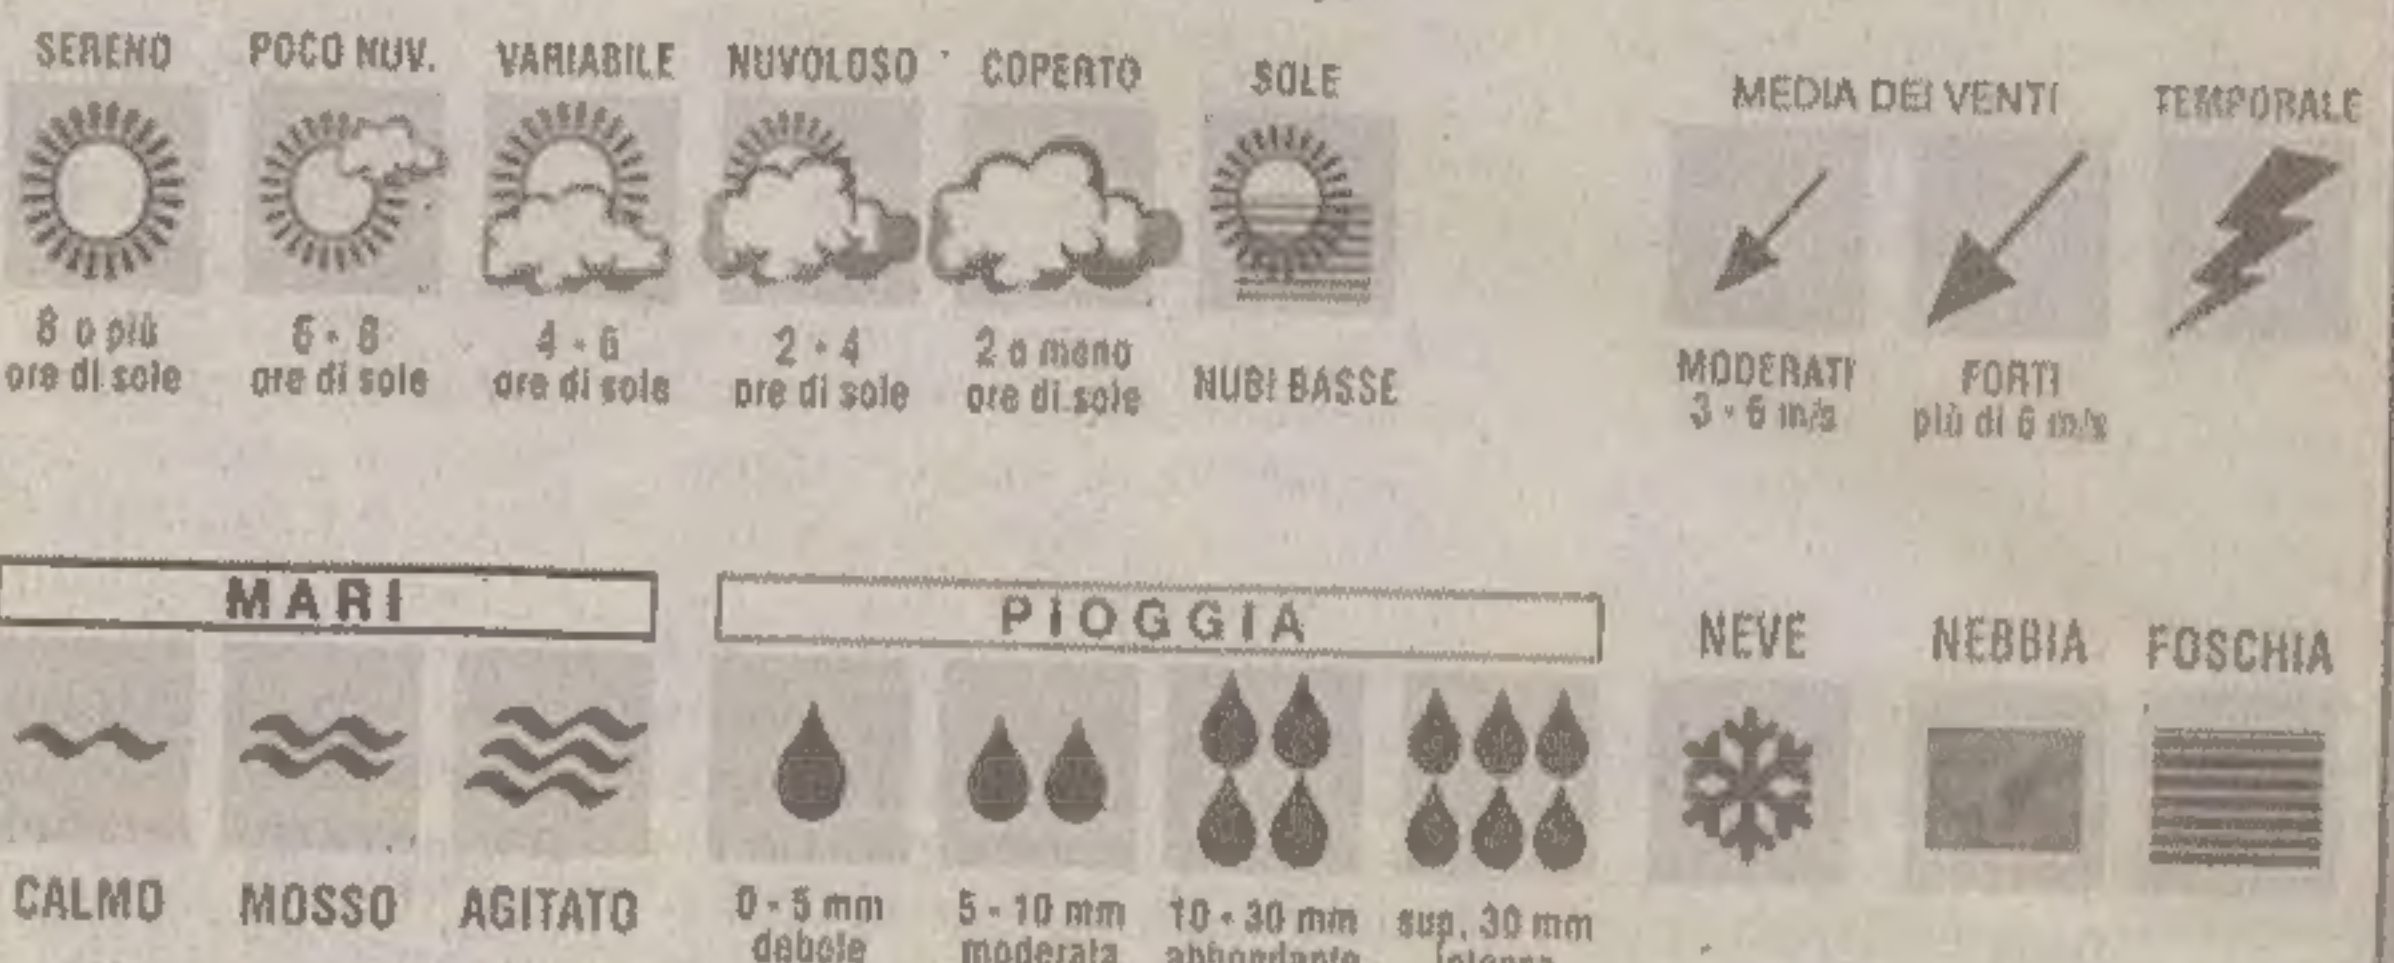 SERENO
POCO NUV.
VARIABILE
NUVOLOSO
COPERTO
SOLE
MEDIA DEI VENTI
TEMPORALE
8 o più
ore di sole
6 - 8
ore di sole
4 - 6
ore di sole
2 - 4
ore di sole
2 o meno
ore di sole
NUBI BASSE
MODERATI
3 - 6 m/s
FORTI
più di 6 m/s
MARI
PIOGGIA
NEVE
NEBBIA
FOSCHIA
CALMO
MOSSO
AGITATO
0 - 5 mm
debole
5 - 10 mm
moderata
10 - 30 mm
abbondante
sup. 30 mm
intensa